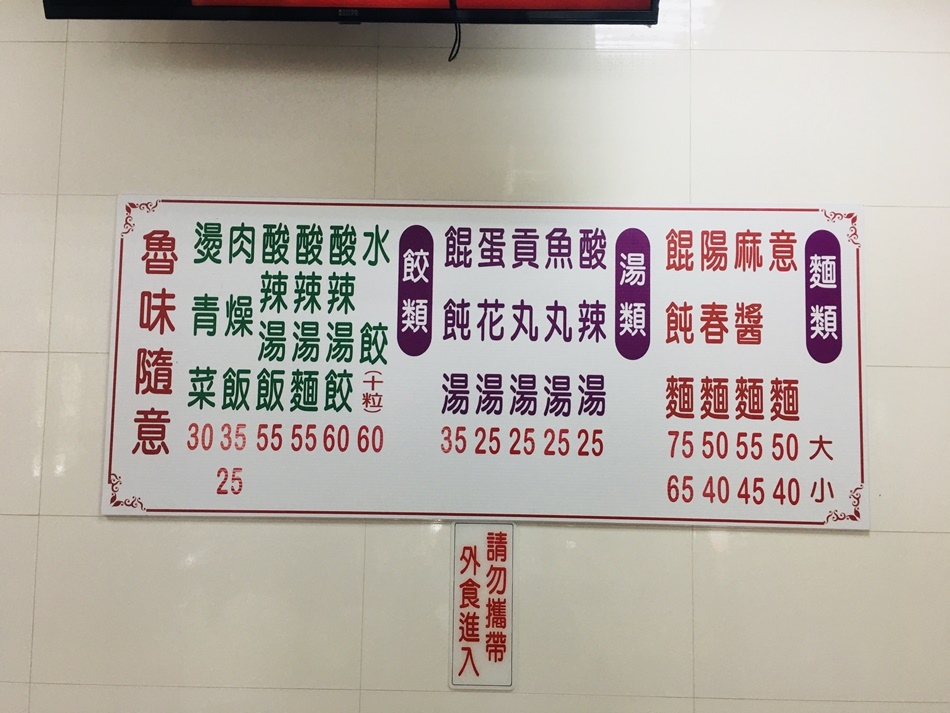 麵類
意麵
麻醬麵
陽春麵
餛飩麵
大 50 55 50 75
小 40 45 40 65
湯類
酸辣湯 25
魚丸湯 25
貢丸湯 25
蛋花湯 25
餛飩湯 35
餃類
水餃(十粒) 60
酸辣湯餃 60
酸辣湯麵 55
酸辣湯飯 55
肉燥飯 35 25
燙青菜 30
魯味隨意
請勿攜帶
外食進入